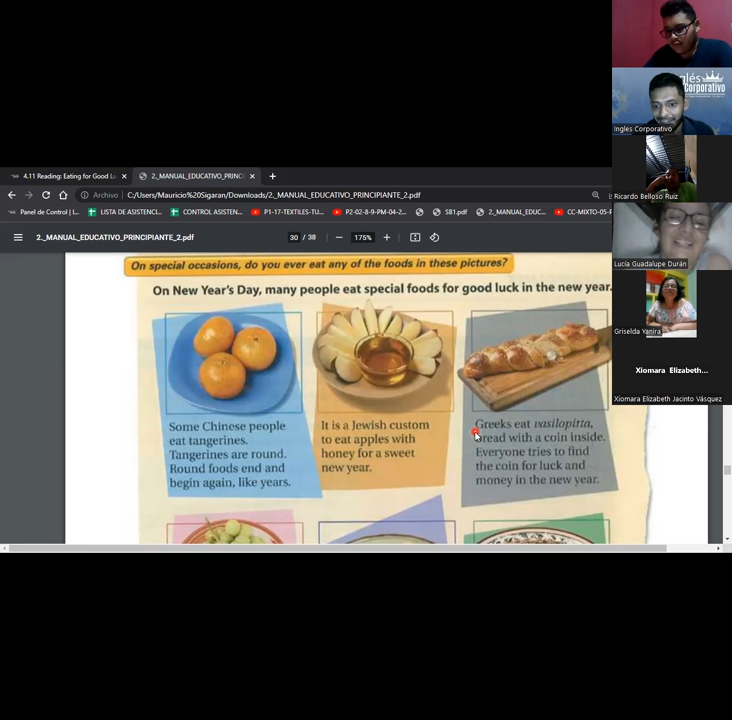 4.11 Reading: Eating for Good Lu
2._MANUAL_EDUCATIVO_PRINCI
Archivo
C:/Users/Mauricio%20Sigaran/Downloads/2._MANUAL_EDUCATIVO_PRINCIPIANTE_2.pdf
Panel de Control | I...
LISTA DE ASISTENCI...
CONTROL ASISTEN...
P1-17-TEXTILES-TU...
P2-02-8-9-PM-04-2...
SB1.pdf
2._MANUAL_EDUC...
CC-MIXTO-05-F
2._MANUAL_EDUCATIVO_PRINCIPIANTE_2.pdf
30 / 38
175%
On special occasions, do you ever eat any of the foods in these pictures?
On New Year's Day, many people eat special foods for good luck in the new year.
Some Chinese people
eat tangerines.
Tangerines are round.
Round foods end and
begin again, like years.
It is a Jewish custom
to eat apples with
honey for a sweet
new year.
Greeks eat vasilopitta,
bread with a coin inside.
Everyone tries to find
the coin for luck and
money in the new year.
Inglés
Corporativo
Ingles Corporativo
Ricardo Belloso Ruiz
Lucía Guadalupe Durán
Griselda Yanira
Xiomara Elizabeth...
Xiomara Elizabeth Jacinto Vásquez